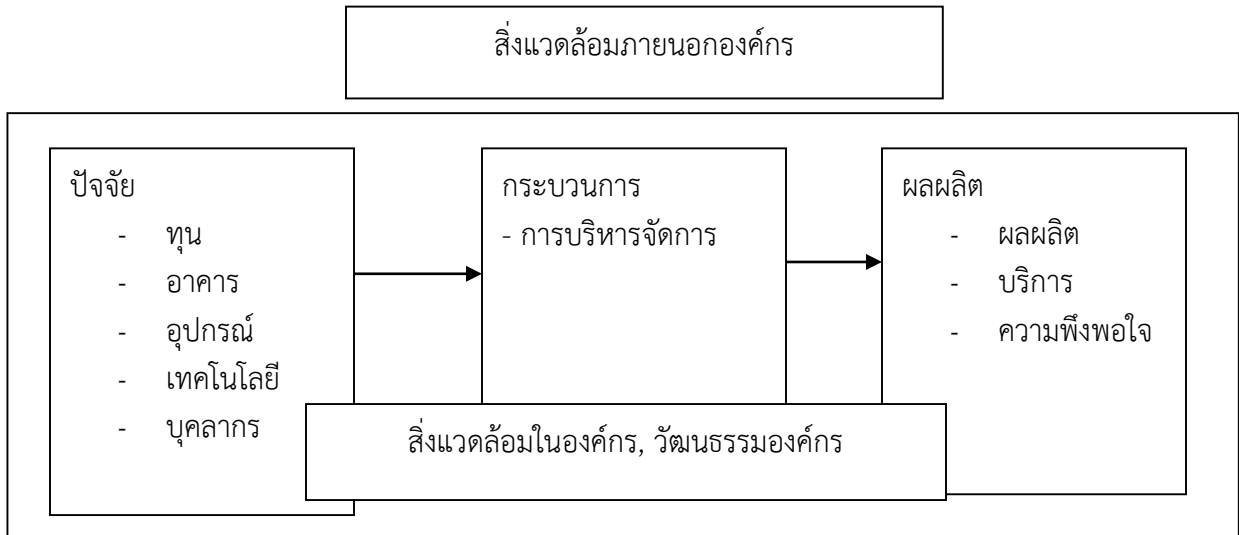 สิ่งแวดล้อมภายนอกองค์กร
ปัจจัย
- ทุน
- อาคาร
- อุปกรณ์
- เทคโนโลยี
- บุคลากร
กระบวนการ
- การบริหารจัดการ
ผลผลิต
- ผลผลิต
- บริการ
- ความพึงพอใจ
สิ่งแวดล้อมในองค์กร, วัฒนธรรมองค์กร